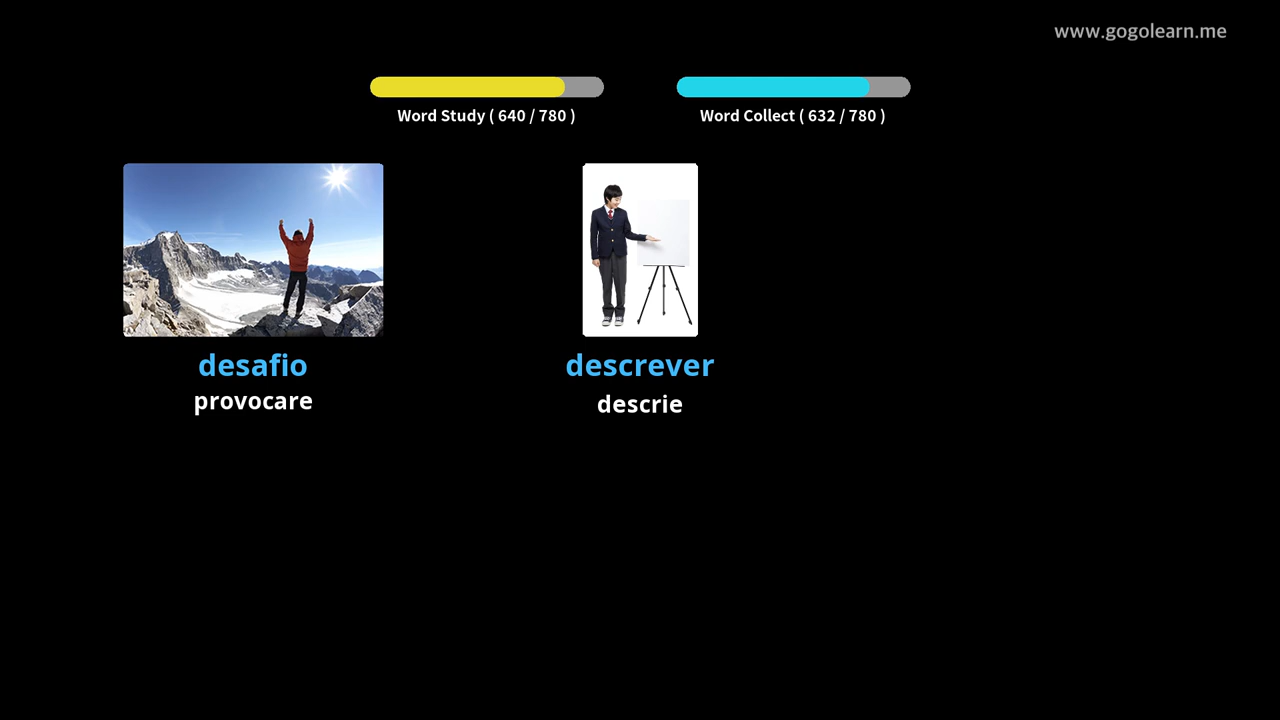 www.gogolearn.me
Word Study ( 640 / 780 )
Word Collect ( 632 / 780 )
desafio
provocare
descrever
descrie